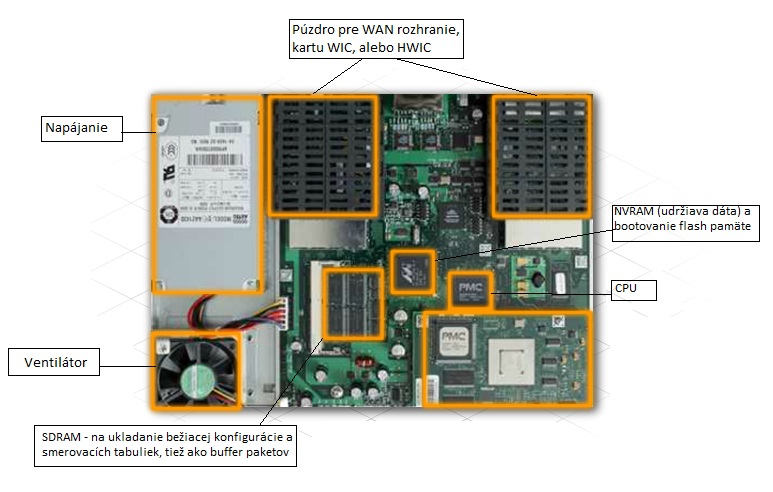 Púzdro pre WAN rozhranie,
kartu WIC, alebo HWIC
Napájanie
NVRAM (udržiava dáta) a
bootovanie flash pamäte
PMC
CPU
PMC
Ventilátor
SDRAM - na ukladanie bežiacej konfigurácie a
smerovacích tabuliek, tiež ako buffer paketov